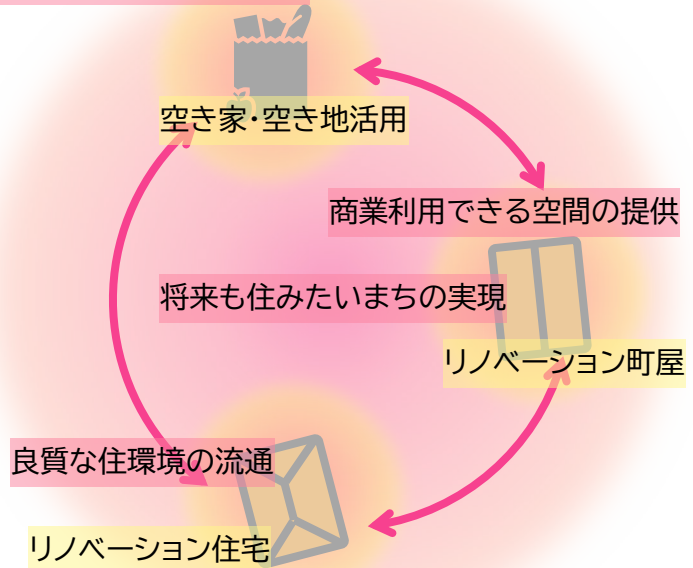 空き家・空き地活用
商業利用できる空間の提供
将来も住みたいまちの実現
リノベーション町屋
良質な住環境の流通
リノベーション住宅